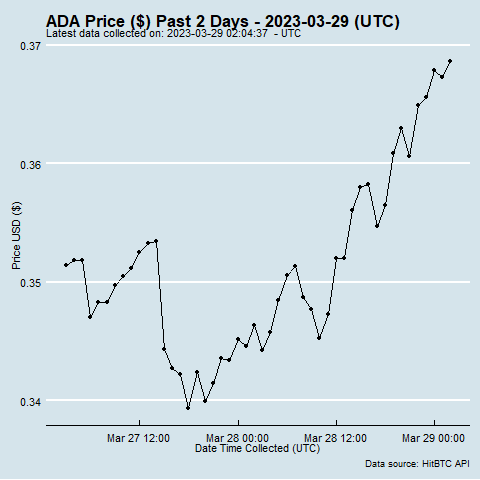 ADA Price ($) Past 2 Days - 2023-03-29 (UTC)
Latest data collected on: 2023-03-29 02:04:37 - UTC
0.37
0.36
0.35
0.34
Price USD ($)
Mar 27 12:00 Mar 28 00:00 Mar 28 12:00 Mar 29 00:00
Date Time Collected (UTC)
Data source: HitBTC API